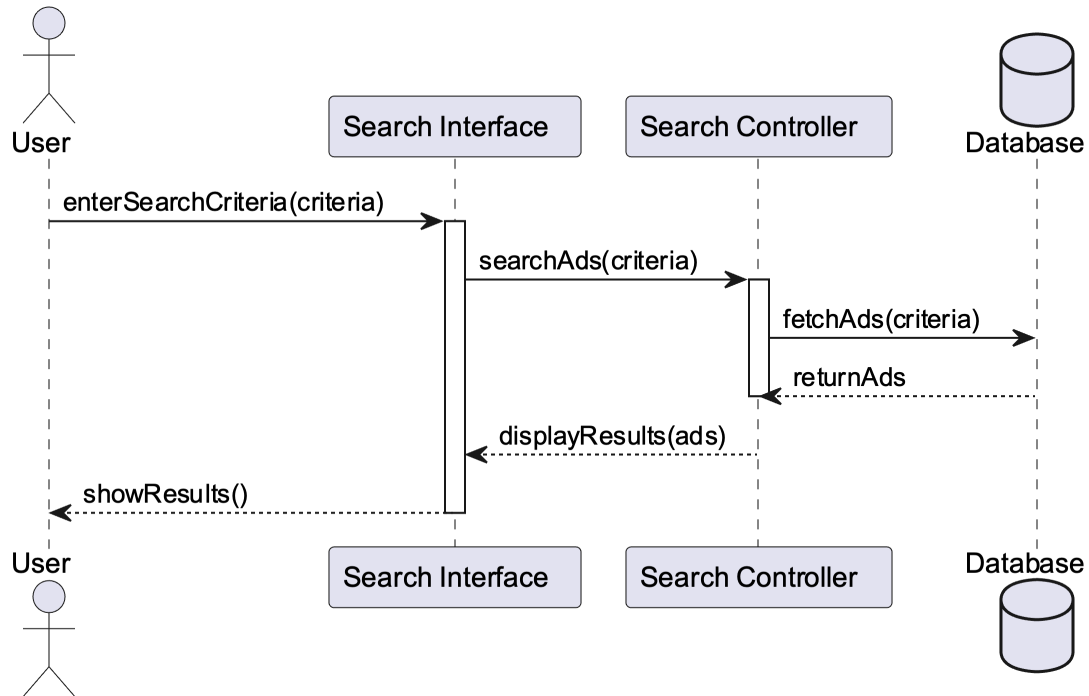 User
Search Interface
Search Controller
Database
enterSearchCriteria(criteria)
searchAds(criteria)
fetchAds(criteria)
returnAds
displayResults(ads)
showResults()
User
Search Interface
Search Controller
Database